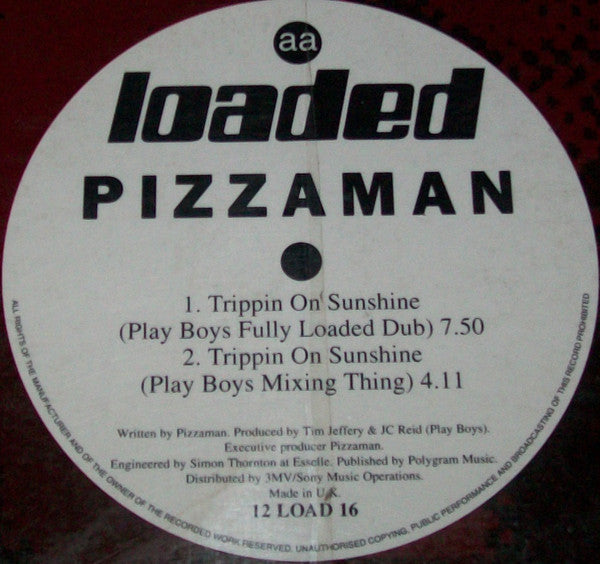 aa
loaded
PIZZAMAN
1. Trippin On Sunshine
(Play Boys Fully Loaded Dub) 7.50
2. Trippin On Sunshine
(Play Boys Mixing Thing) 4.11
Written by Pizzaman. Produced by Tim Jeffery & JC Reid (Play Boys).
Executive producer Pizzaman.
Engineered by Simon Thornton at Esselle. Published by Polygram Music.
Distributed by 3MV/Sony Music Operations.
Made in U.K.
12 LOAD 16
ALL RIGHTS OF THE MANUFACTURER AND OF THE OWNER OF THE RECORDED WORK RESERVED. UNAUTHORISED COPYING, PUBLIC PERFORMANCE AND BROADCASTING OF THIS RECORD PROHIBITED